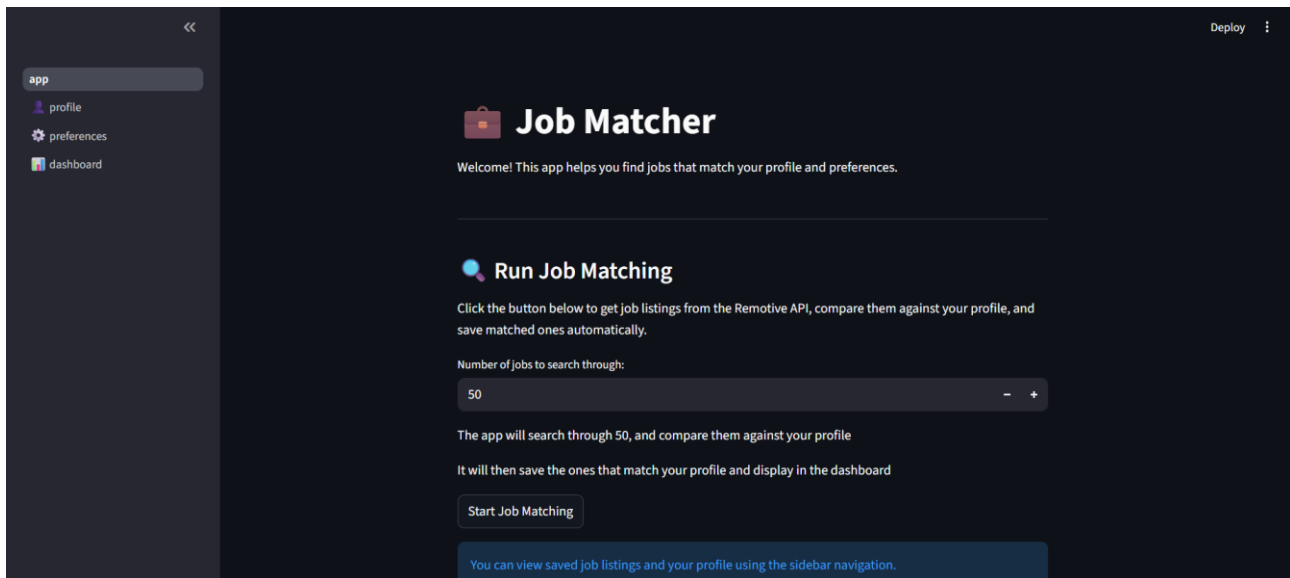 Deploy
app
profile
preferences
dashboard
Job Matcher
Welcome! This app helps you find jobs that match your profile and preferences.
Run Job Matching
Click the button below to get job listings from the Remotive API, compare them against your profile, and
save matched ones automatically.
Number of jobs to search through:
50
The app will search through 50, and compare them against your profile
It will then save the ones that match your profile and display in the dashboard
Start Job Matching
You can view saved job listings and your profile using the sidebar navigation.